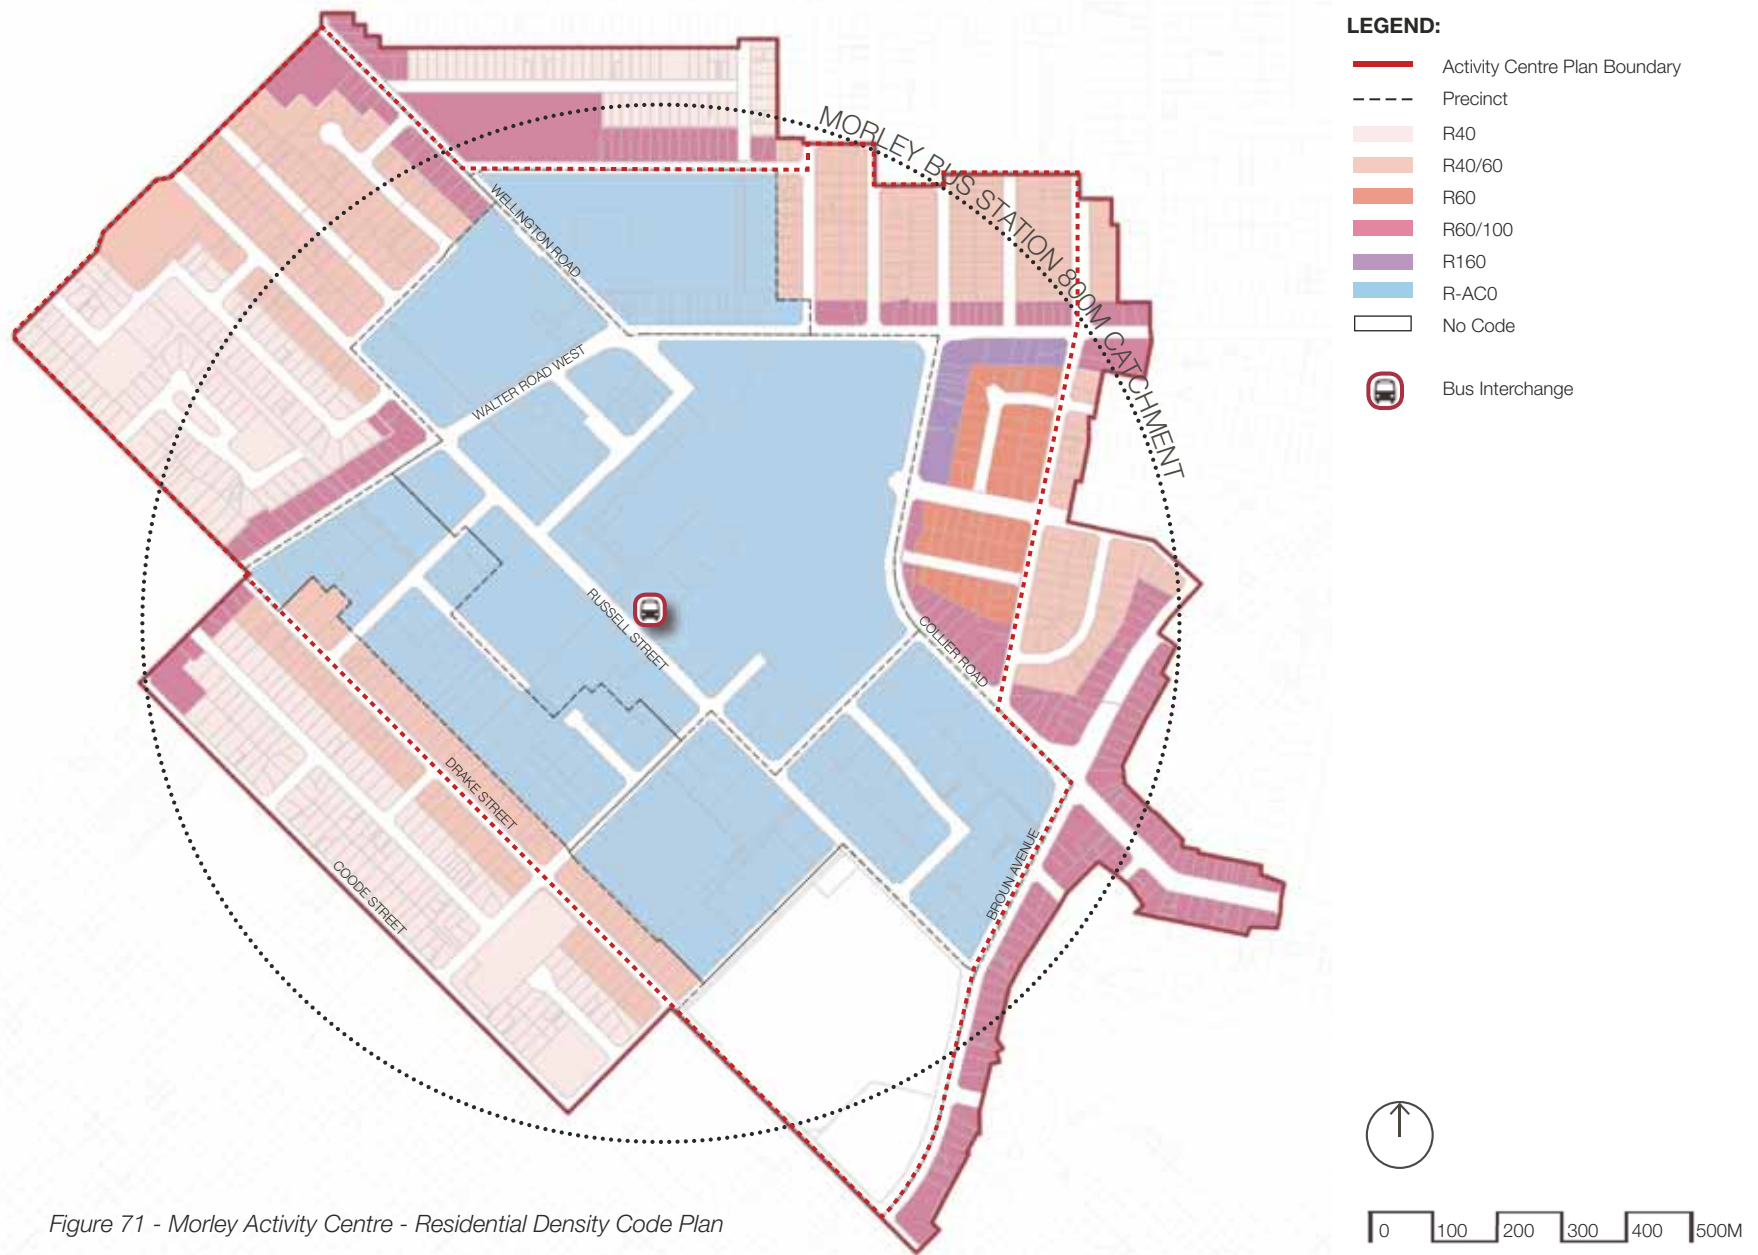 LEGEND:
Activity Centre Plan Boundary
Precinct
R40
R40/60
R60
R60/100
R160
R-AC0
No Code
Bus Interchange
MORLEY BUS STATION 800M CATCHMENT
WELLINGTON ROAD
WALTER ROAD WEST
RUSSELL STREET
COLLIER ROAD
DRAKE STREET
COODE STREET
BROUN AVENUE
Figure 71 - Morley Activity Centre - Residential Density Code Plan
0 100 200 300 400 500M